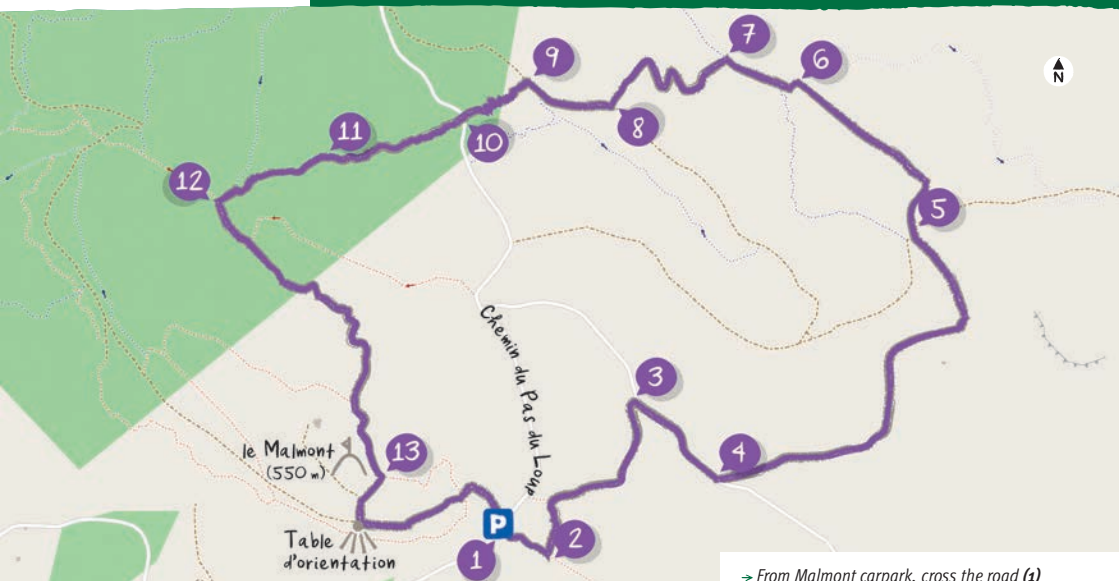 N
7
6
9
8
10
11
12
5
Chemin du Pas du Loup
3
4
le Malmont
(550 m)
13
P
1
2
Table
d'orientation
→ From Malmont carpark, cross the road (1)